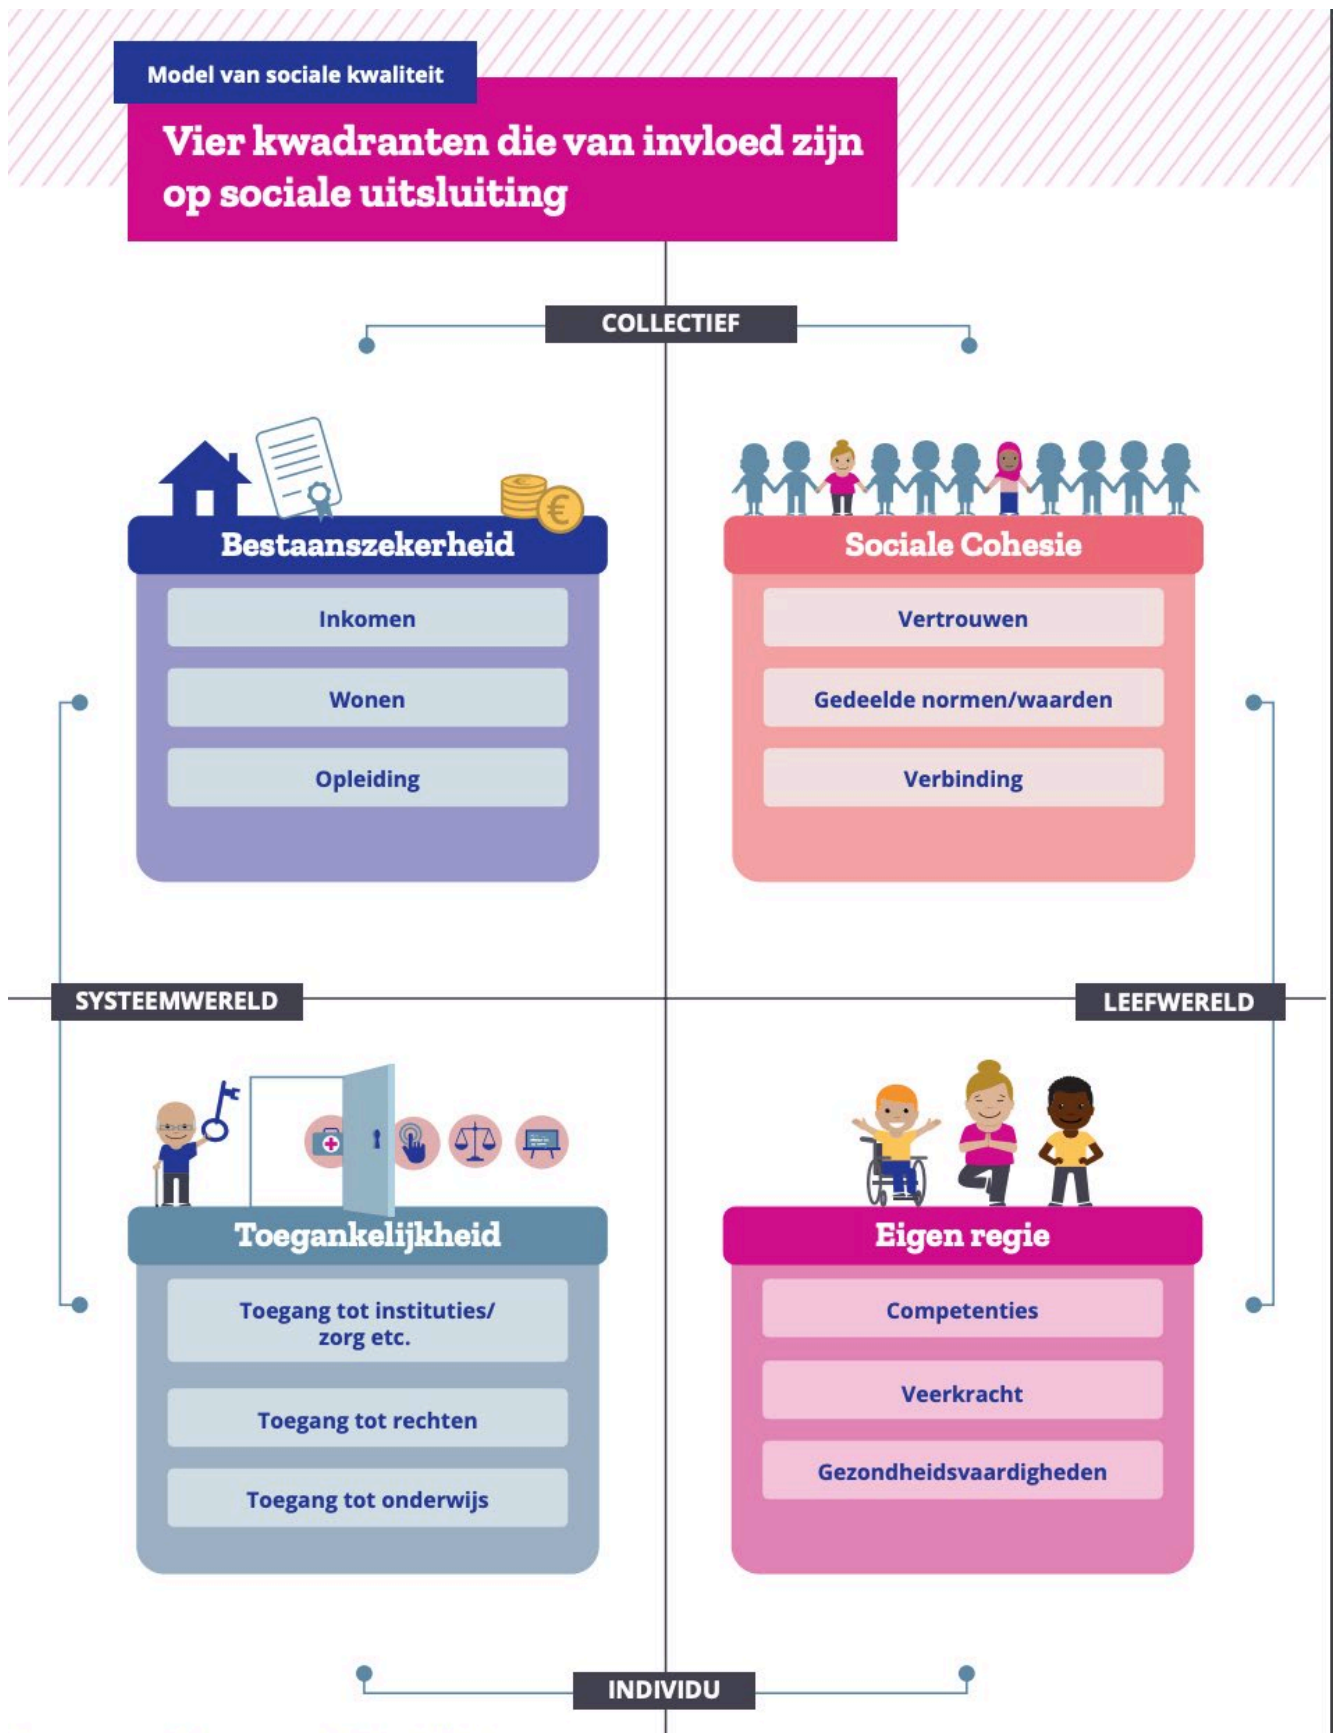 Model van sociale kwaliteit
Vier kwadranten die van invloed zijn
op sociale uitsluiting
COLLECTIEF
Bestaanszekerheid
Inkomen
Wonen
Opleiding
Sociale Cohesie
Vertrouwen
Gedeelde normen/waarden
Verbinding
SYSTEEMWERELD
LEEFWERELD
Toegankelijkheid
Toegang tot instituties/
zorg etc.
Toegang tot rechten
Toegang tot onderwijs
Eigen regie
Competenties
Veerkracht
Gezondheidsvaardigheden
INDIVIDU